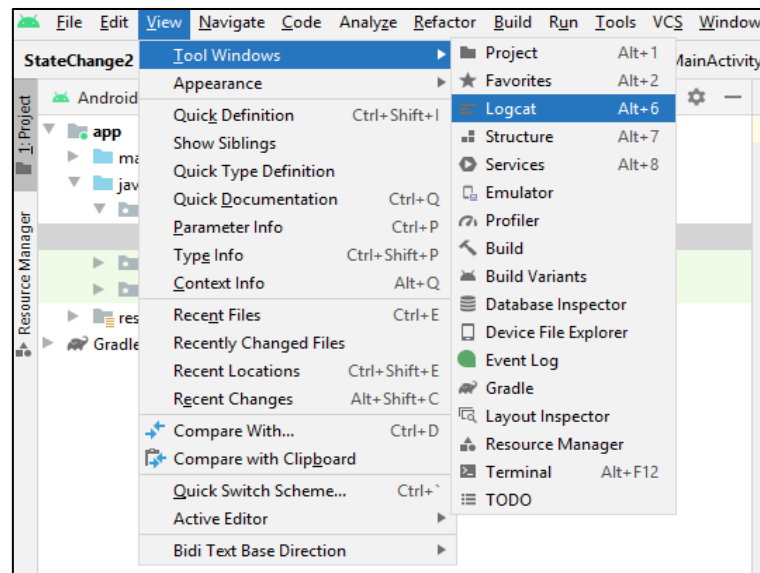 File Edit View Navigate Code Analyze Refactor Build Run Tools VCS Window
StateChange2
MainActivity
Android
1: Project
Resource Manager
app
ma
jav
res
Gradle
Tool Windows
Appearance
Quick Definition Ctrl+Shift+I
Show Siblings
Quick Type Definition
Quick Documentation Ctrl+Q
Parameter Info Ctrl+P
Type Info Ctrl+Shift+P
Context Info Alt+Q
Recent Files Ctrl+E
Recently Changed Files
Recent Locations Ctrl+Shift+E
Recent Changes Alt+Shift+C
Compare With... Ctrl+D
Compare with Clipboard
Quick Switch Scheme... Ctrl+`
Active Editor
Bidi Text Base Direction
Project Alt+1
Favorites Alt+2
Logcat Alt+6
Structure Alt+7
Services Alt+8
Emulator
Profiler
Build
Build Variants
Database Inspector
Device File Explorer
Event Log
Gradle
Layout Inspector
Resource Manager
Terminal Alt+F12
TODO